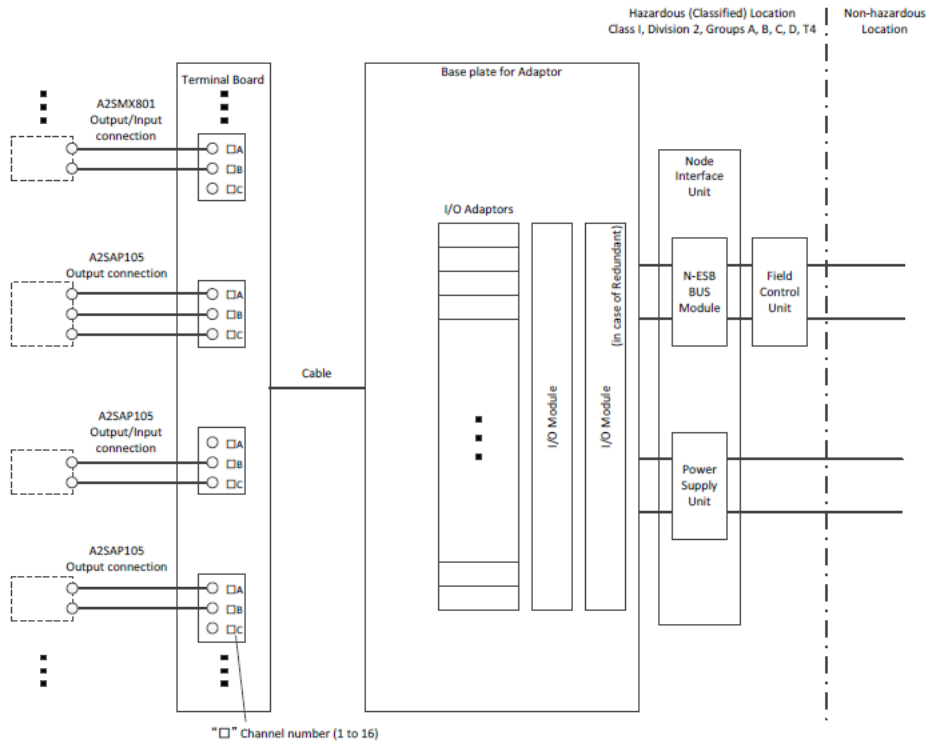 Hazardous (Classified) Location
Class I, Division 2, Groups A, B, C, D, T4
Non-hazardous
Location
Terminal Board
Base plate for Adaptor
A2SMX801
Output/Input
connection
□A
□B
□C
Node
Interface
Unit
I/O Adaptors
(in case of Redundant)
A2SAP105
Output connection
□A
□B
□C
N-ESB
BUS
Module
Field
Control
Unit
Cable
I/O Module
I/O Module
A2SAP105
Output/Input
connection
□A
□B
□C
Power
Supply
Unit
A2SAP105
Output connection
□A
□B
□C
"□" Channel number (1 to 16)